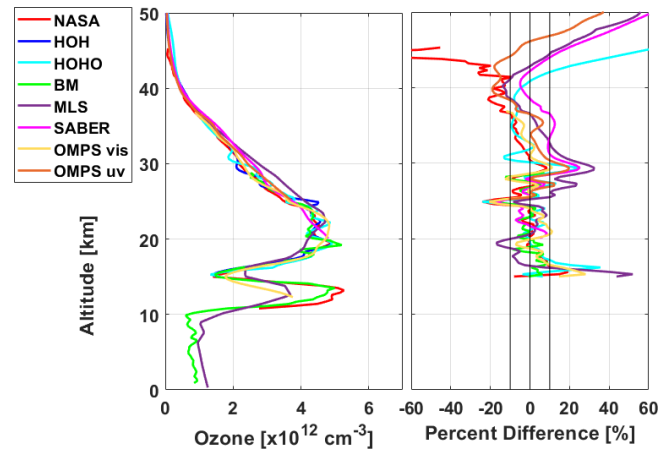 NASA
HOH
HOHO
BM
MLS
SABER
OMPS vis
OMPS uv
Altitude [km]
50
40
30
20
10
0
0 2 4 6
Ozone [x10¹² cm⁻³]
-60 -40 -20 0 20 40 60
Percent Difference [%]